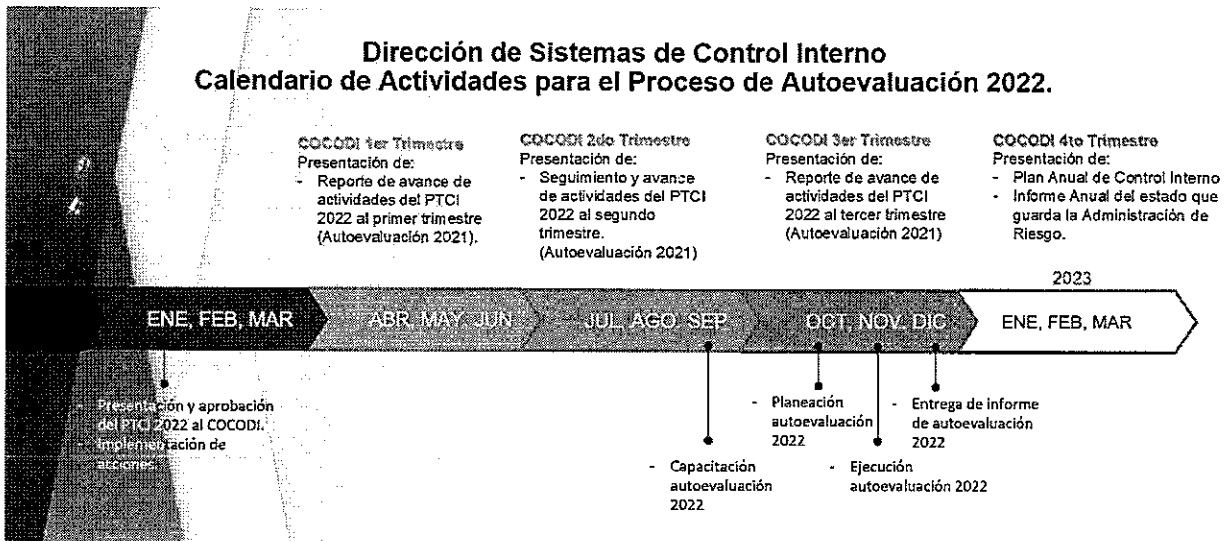 Dirección de Sistemas de Control Interno
Calendario de Actividades para el Proceso de Autoevaluación 2022.
COCODI 1er Trimestre
Presentación de:
- Reporte de avance de
actividades del PTCI
2022 al primer trimestre
(Autoevaluación 2021).
COCODI 2do Trimestre
Presentación de:
- Seguimiento y avance
de actividades del PTCI
2022 al segundo
trimestre.
(Autoevaluación 2021)
COCODI 3er Trimestre
Presentación de:
- Reporte de avance de
actividades del PTCI
2022 al tercer trimestre
(Autoevaluación 2021)
COCODI 4to Trimestre
Presentación de:
- Plan Anual de Control Interno
- Informe Anual del estado que
guarda la Administración de
Riesgo.
2023
ENE, FEB, MAR
ABR, MAY, JUN
JUL, AGO, SEP
OCT, NOV, DIC
ENE, FEB, MAR
- Presentación y aprobación
del PTCI 2022 al COCODI.
- Implementación de
acciones
- Capacitación
autoevaluación
2022
- Planeación
autoevaluación
2022
- Ejecución
autoevaluación 2022
- Entrega de informe
de autoevaluación
2022